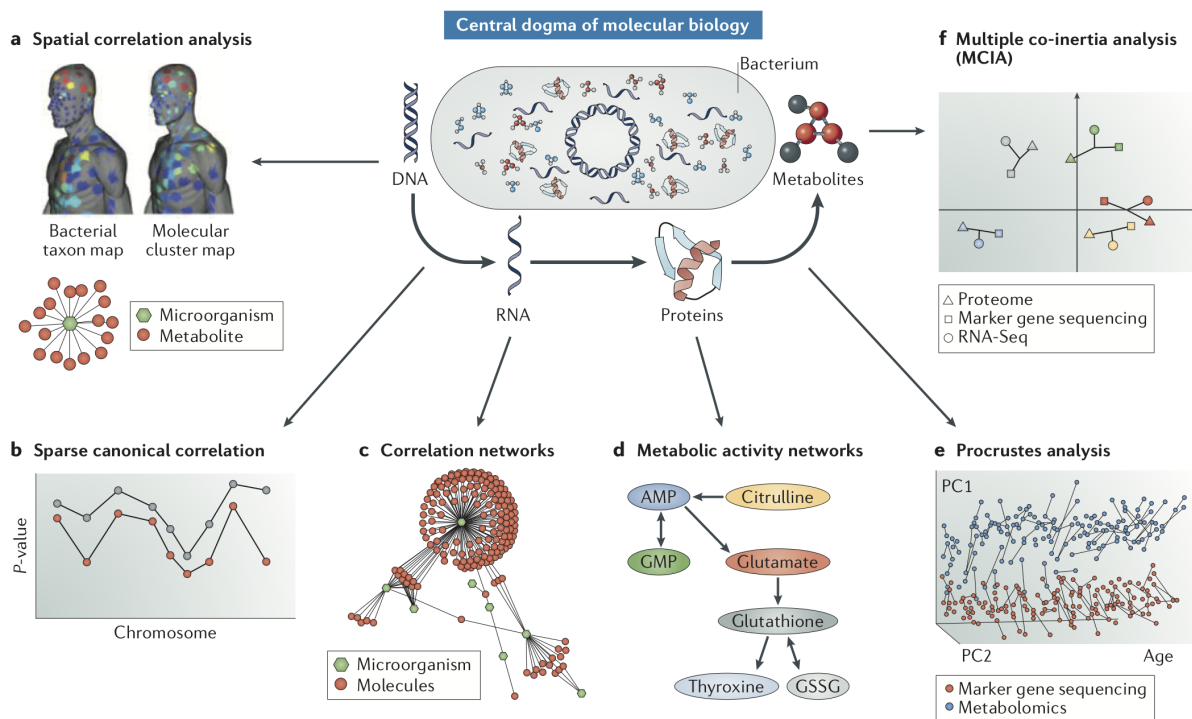 Central dogma of molecular biology
a Spatial correlation analysis
Bacterial
taxon map
Molecular
cluster map
Microorganism
Metabolite
DNA
Bacterium
Metabolites
RNA
Proteins
f Multiple co-inertia analysis
(MCIA)
Proteome
Marker gene sequencing
RNA-Seq
b Sparse canonical correlation
P-value
Chromosome
c Correlation networks
Microorganism
Molecules
d Metabolic activity networks
AMP
Citrulline
GMP
Glutamate
Glutathione
Thyroxine
GSSG
e Procrustes analysis
PC1
PC2
Age
Marker gene sequencing
Metabolomics